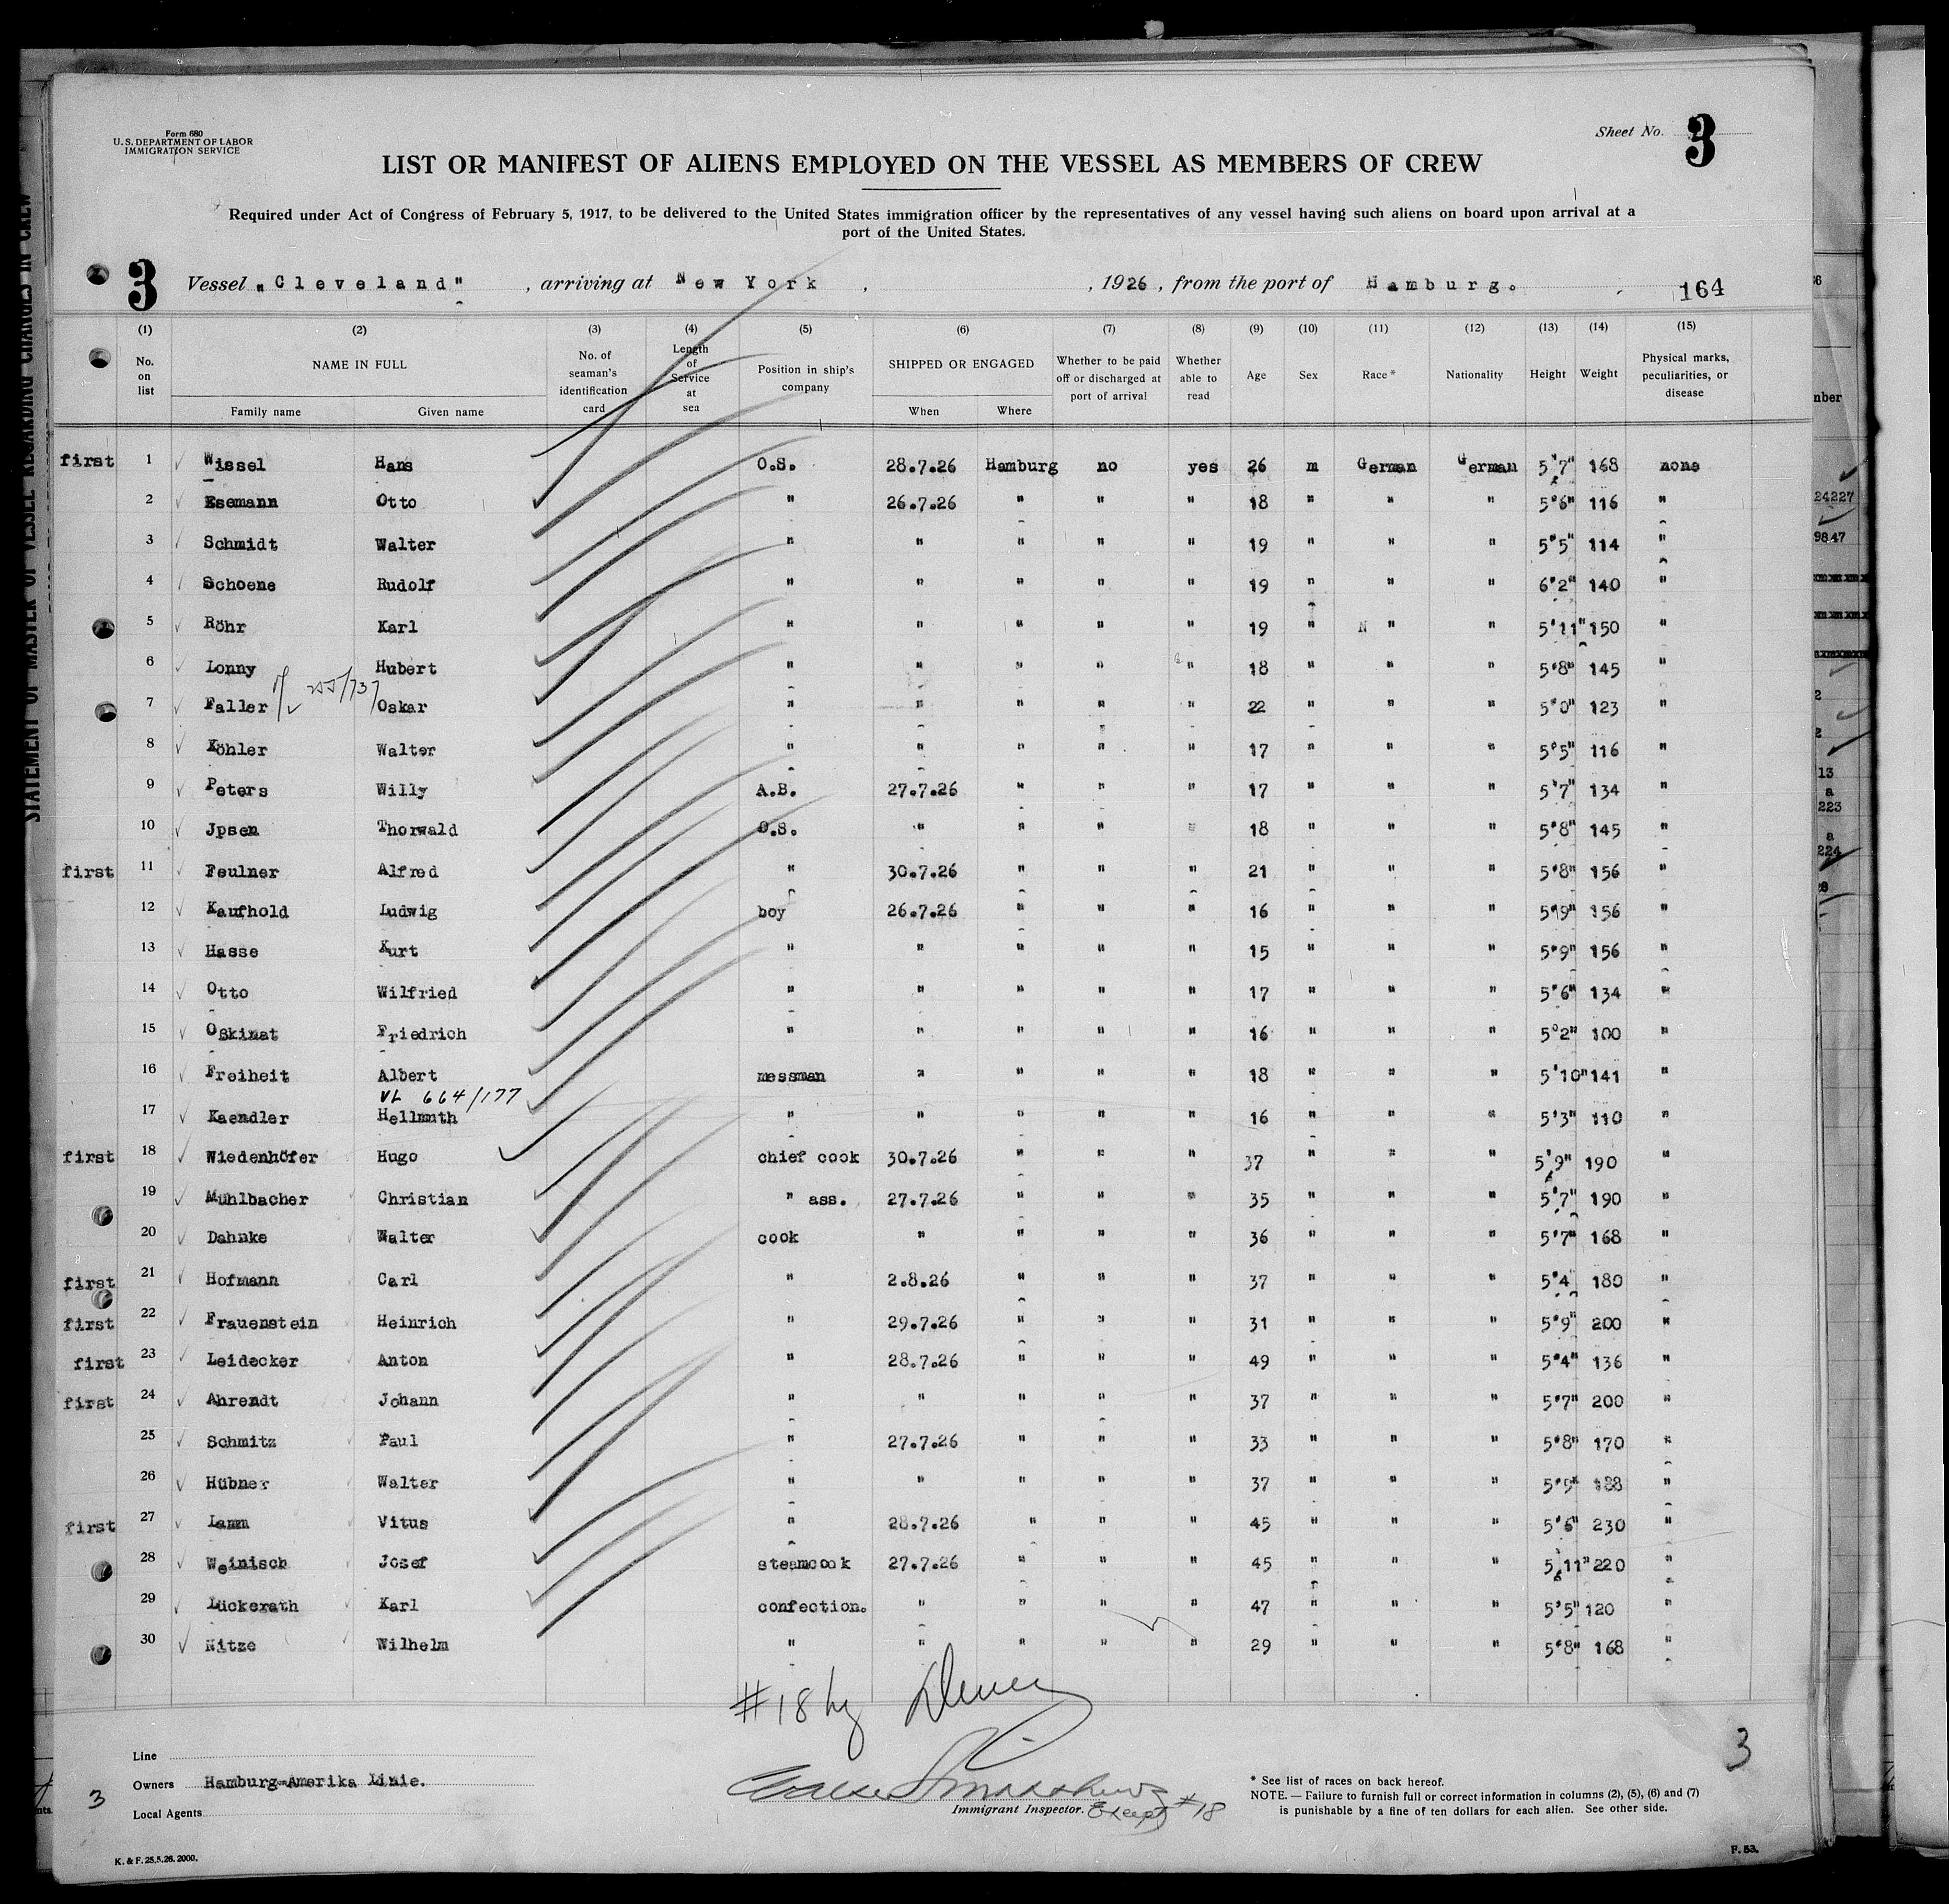 Form 680
U. S. DEPARTMENT OF LABOR
IMMIGRATION SERVICE
Sheet No. 3
LIST OR MANIFEST OF ALIENS EMPLOYED ON THE VESSEL AS MEMBERS OF CREW
Required under Act of Congress of February 5, 1917, to be delivered to the United States immigration officer by the representatives of any vessel having such aliens on board upon arrival at a
port of the United States.
3 Vessel "Cleveland", arriving at New York, , 1926, from the port of Hamburg. 164
(1) (2) (3) (4) (5) (6) (7) (8) (9) (10) (11) (12) (13) (14) (15)
No. on list NAME IN FULL Family name Given name No. of seaman's identification card Length of Service at sea Position in ship's company SHIPPED OR ENGAGED When Where Whether to be paid off or discharged at port of arrival Whether able to read Age Sex Race* Nationality Height Weight Physical marks, peculiarities, or disease
first 1 Wissel Hans O.S. 28.7.26 Hamburg no yes 26 m German German 5'7" 168 none
2 Esemann Otto " 26.7.26 " " " 18 " " " 5'6" 116 "
3 Schmidt Walter " " " " " 19 " " " 5'5" 114 "
4 Schoene Rudolf " " " " " 19 " " " 6'2" 140 "
5 Röhr Karl " " " " " 19 " N " " 5'11" 150 "
6 Lonny Hubert " " " " " 18 " " " 5'8" 145 "
7 Faller Oskar " " " " " 22 " " " 5'0" 123 "
8 Köhler Walter " " " " " 17 " " " 5'5" 116 "
9 Peters Willy A.B. 27.7.26 " " " 17 " " " 5'7" 134 "
10 Jpsen Thorwald O.S. " " " " 18 " " " 5'8" 145 "
first 11 Feulner Alfred " 30.7.26 " " " 21 " " " 5'8" 156 "
12 Kaufhold Ludwig boy 26.7.26 " " " 16 " " " 5'9" 156 "
13 Hasse Kurt " " " " " 15 " " " 5'9" 156 "
14 Otto Wilfried " " " " " 17 " " " 5'6" 134 "
15 Oskinat Friedrich " " " " " 16 " " " 5'2" 100 "
16 Freiheit Albert messman " " " " 18 " " " 5'10" 141 "
VL 664/177
17 Kaendler Hellmuth " " " " " 16 " " " 5'3" 110 "
first 18 Wiedenhöfer Hugo chief cook 30.7.26 " " " 37 " " " 5'9" 190 "
19 Muhlbacher Christian " ass. 27.7.26 " " " 35 " " " 5'7" 190 "
20 Dahnke Walter cook " " " " 36 " " " 5'7" 168 "
first 21 Hofmann Carl " 2.8.26 " " " 37 " " " 5'4 180 "
first 22 Frauenstein Heinrich " 29.7.26 " " " 31 " " " 5'9" 200 "
first 23 Leidecker Anton " 28.7.26 " " " 49 " " " 5'4" 136 "
first 24 Ahrendt Johann " " " " " 37 " " " 5'7" 200 "
25 Schmitz Paul " 27.7.26 " " " 33 " " " 5'8" 170 "
26 Hübner Walter " " " " " 37 " " " 5'9" 188 "
first 27 Lamm Vitus " 28.7.26 " " " 45 " " " 5'6" 230 "
28 Weinisch Josef steamcook 27.7.26 " " " 45 " " " 5,11" 220 "
29 Lückerath Karl confection. " " " " 47 " " " 5'5" 120 "
30 Nitze Wilhelm " " " " " 29 " " " 5'8" 168 "
#18 by
3
Line
Owners Hamburg-Amerika Linie.
Local Agents
3
Immigrant Inspector. Except #18
* See list of races on back hereof.
NOTE. — Failure to furnish full or correct information in columns (2), (5), (6) and (7)
is punishable by a fine of ten dollars for each alien. See other side.
K. & F. 25.5.26. 2000.
F. 53.
STATEMENT OF MASTER OF VESSEL REGARDING CHANGES IN CREW
24227
9847
13
a
223
a
224